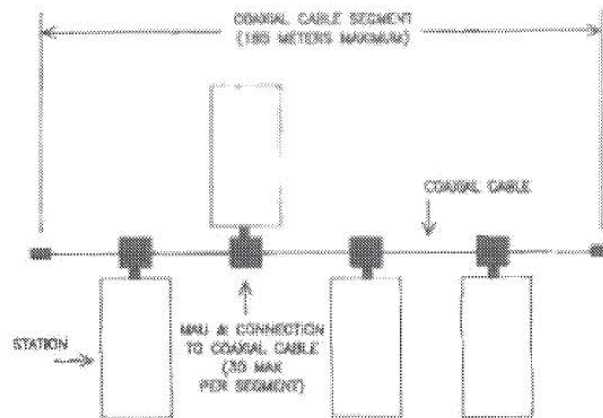 COAXIAL CABLE SEGMENT
(185 METERS MAXIMUM)
COAXIAL CABLE
STATION
MAU & CONNECTION
TO COAXIAL CABLE
(30 MAX
PER SEGMENT)